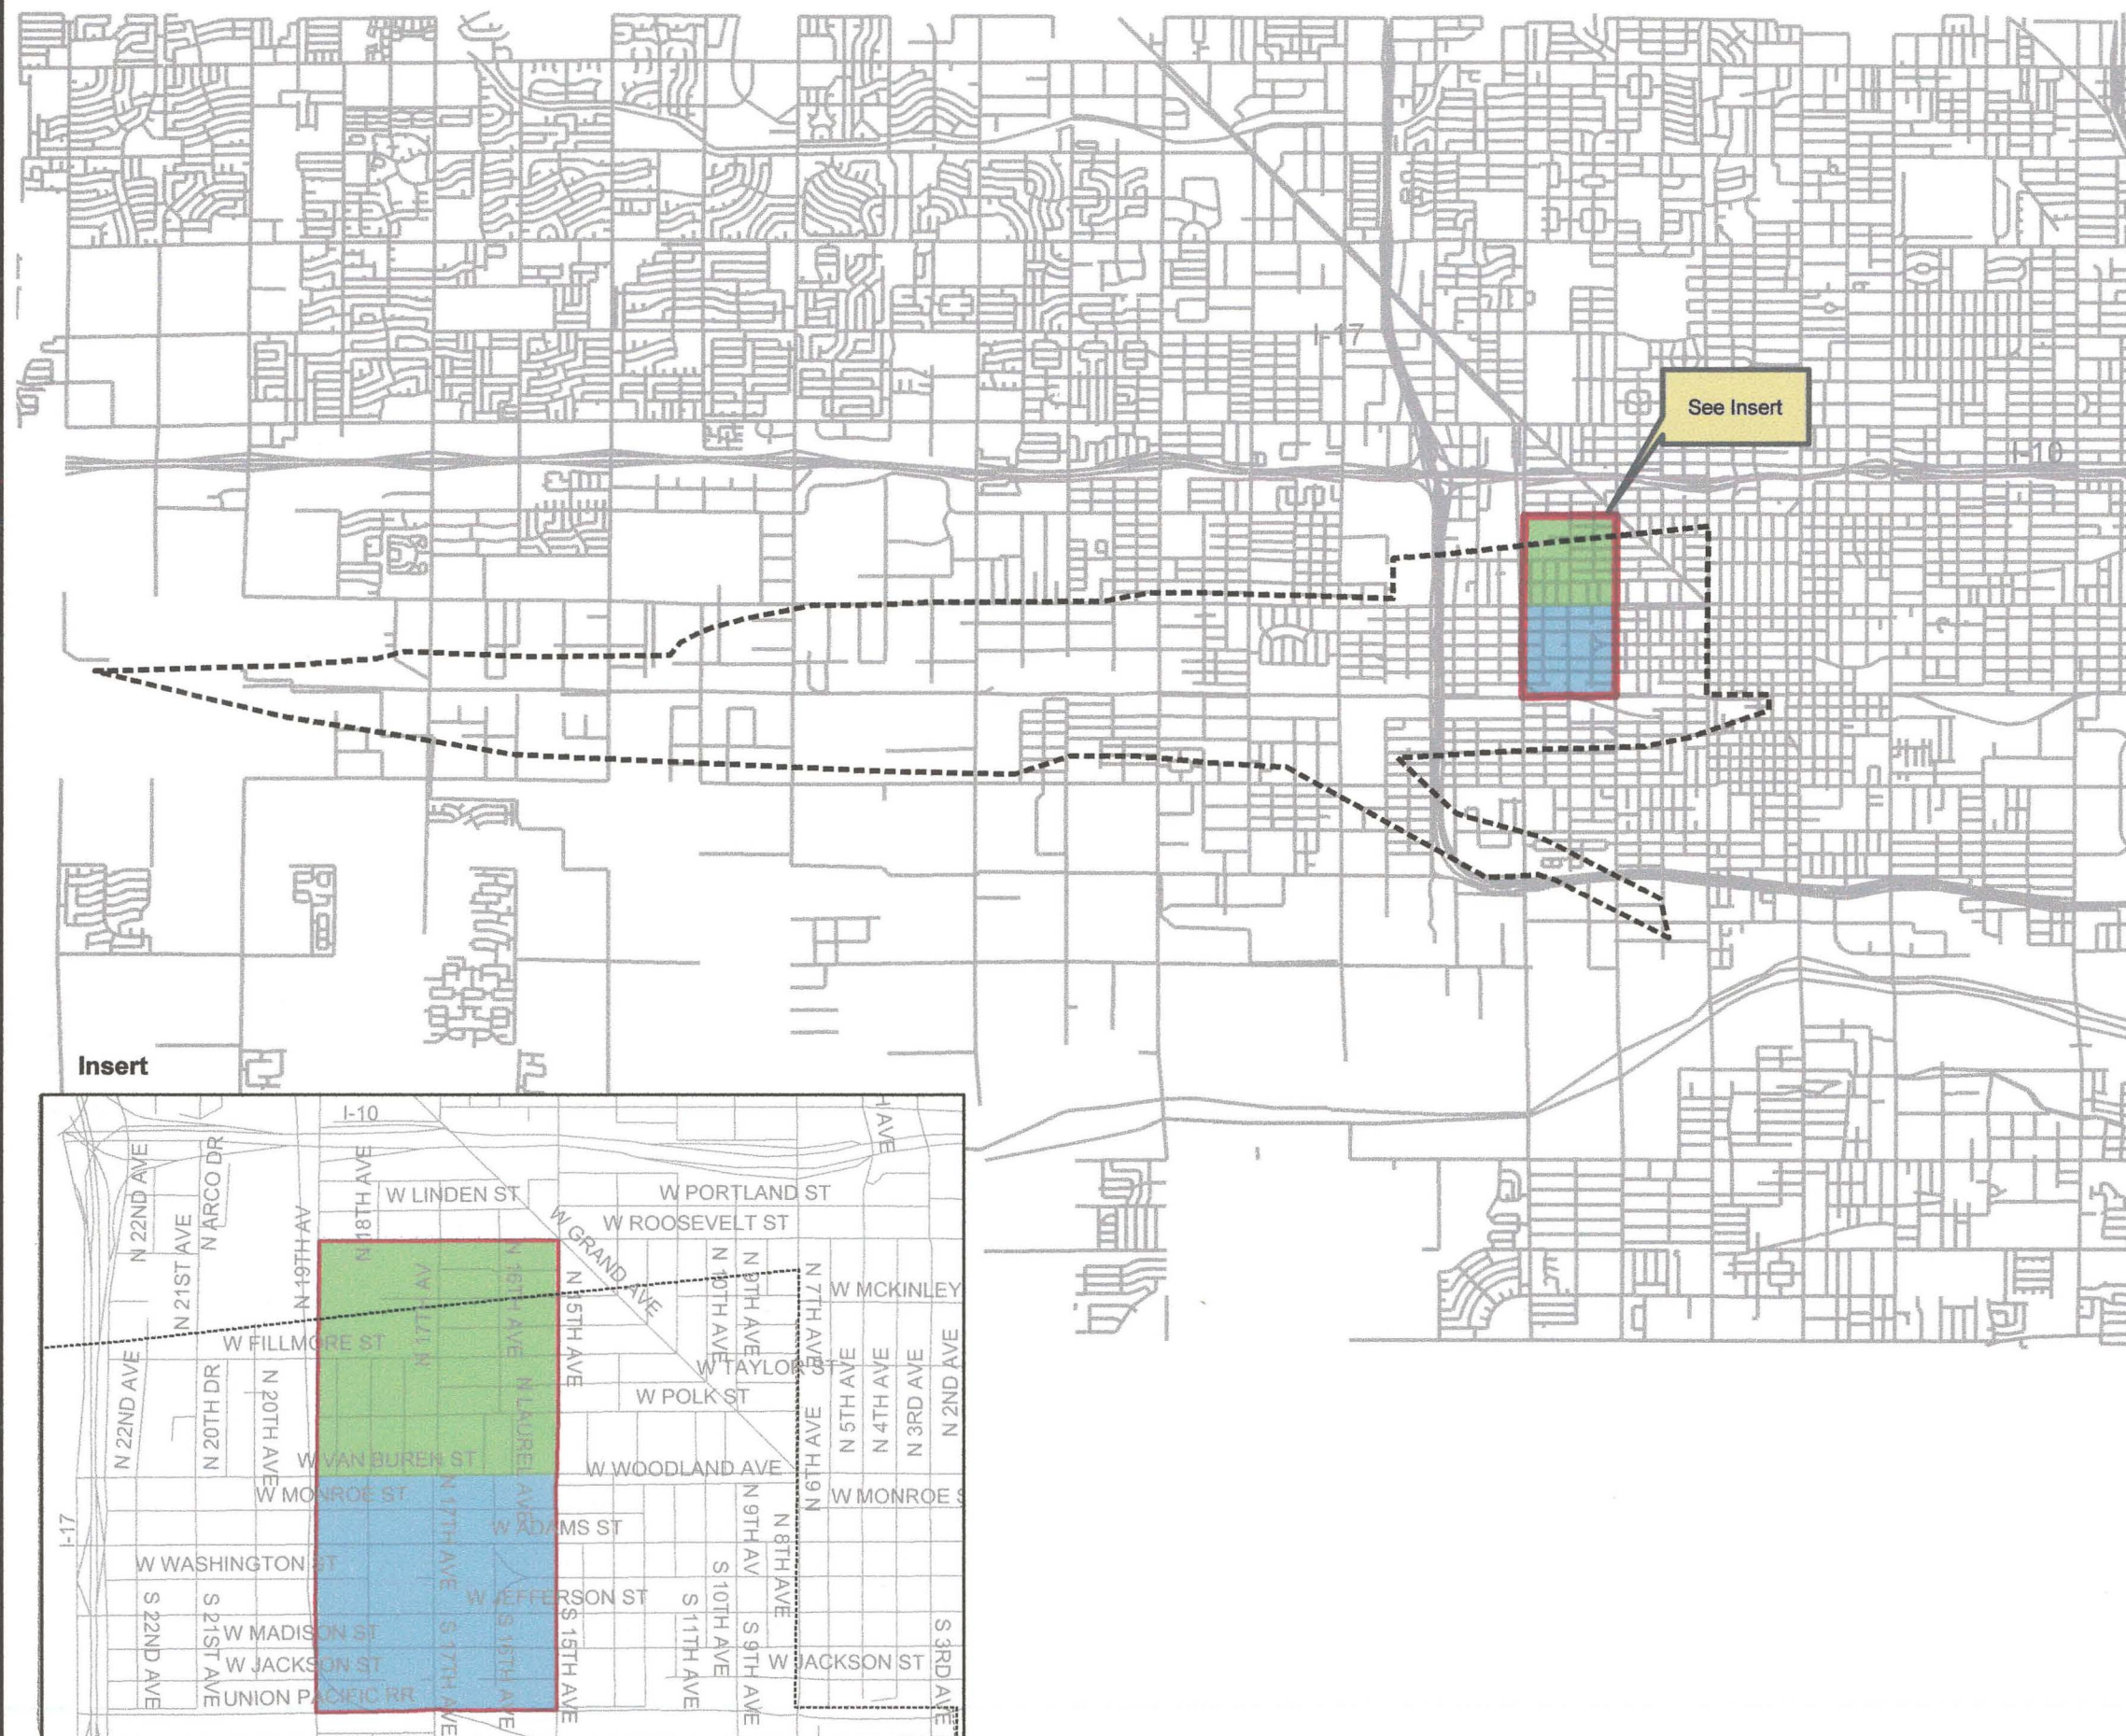 I-17
See Insert
I-10
Insert
I-10
H AVE
N 22ND AVE
N ARCO DR
N 18TH AVE
W LINDEN ST
W PORTLAND ST
N 21ST AVE
N 19TH AV
W GRAND AVE
W ROOSEVELT ST
N 17TH AV
N 16TH AVE
N 15TH AVE
N 10TH AVE
N 9TH AVE
N 7TH AVE
W MCKINLEY
W FILLMORE ST
N 22ND AVE
N 20TH DR
N 20TH AVE
N LAUREL AVE
W TAYLOR ST
W POLK ST
N 6TH AVE
N 5TH AVE
N 4TH AVE
N 3RD AVE
N 2ND AVE
W VAN BUREN ST
W WOODLAND AVE
W MONROE ST
W MONROE S
I-17
N 17TH AVE
W ADAMS ST
N 9TH AV
N 8TH AVE
W WASHINGTON ST
W JEFFERSON ST
S 22ND AVE
S 21ST AVE
W MADISON ST
S 17TH AVE
S 16TH AVE
S 15TH AVE
S 11TH AVE
S 10TH AVE
S 9TH AVE
W JACKSON ST
W JACKSON ST
S 3RD AVE
UNION PACIFIC RR